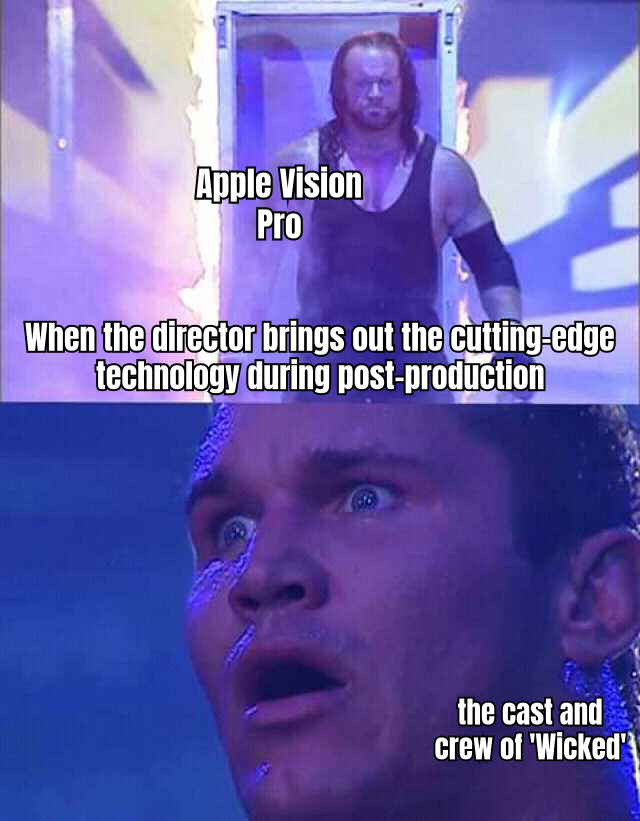 Apple Vision
Pro
When the director brings out the cutting-edge
technology during post-production
the cast and
crew of 'Wicked'